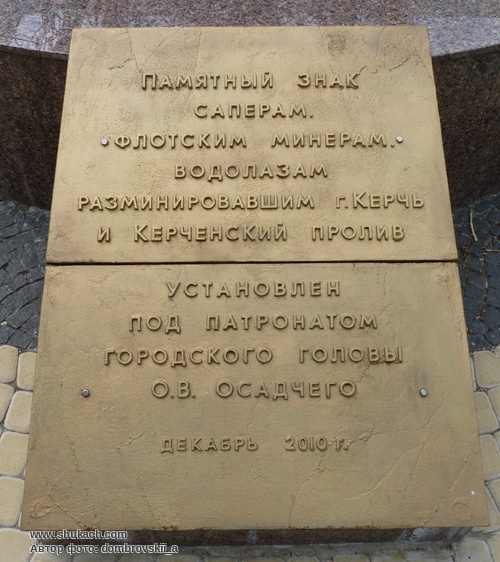 Памятный знак
саперам,
флотским минерам,
водолазам
разминировавшим г.Керчь
и Керченский пролив
Установлен
под патронатом
городского головы
О.В. Осадчего
декабрь 2010 г.
www.shukach.com
Автор фото: dombrovskii_a